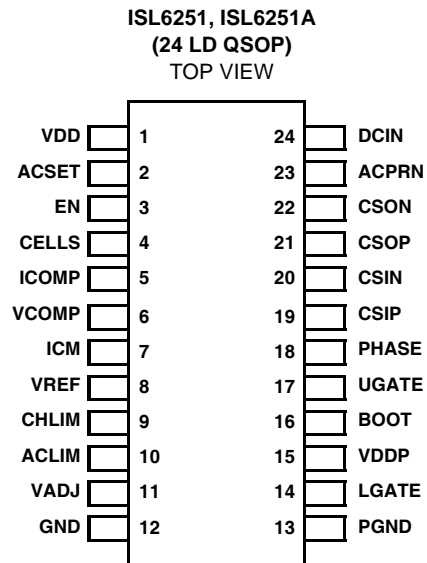 ISL6251, ISL6251A
(24 LD QSOP)
TOP VIEW
VDD 1 24 DCIN
ACSET 2 23 ACPRN
EN 3 22 CSON
CELLS 4 21 CSOP
ICOMP 5 20 CSIN
VCOMP 6 19 CSIP
ICM 7 18 PHASE
VREF 8 17 UGATE
CHLIM 9 16 BOOT
ACLIM 10 15 VDDP
VADJ 11 14 LGATE
GND 12 13 PGND